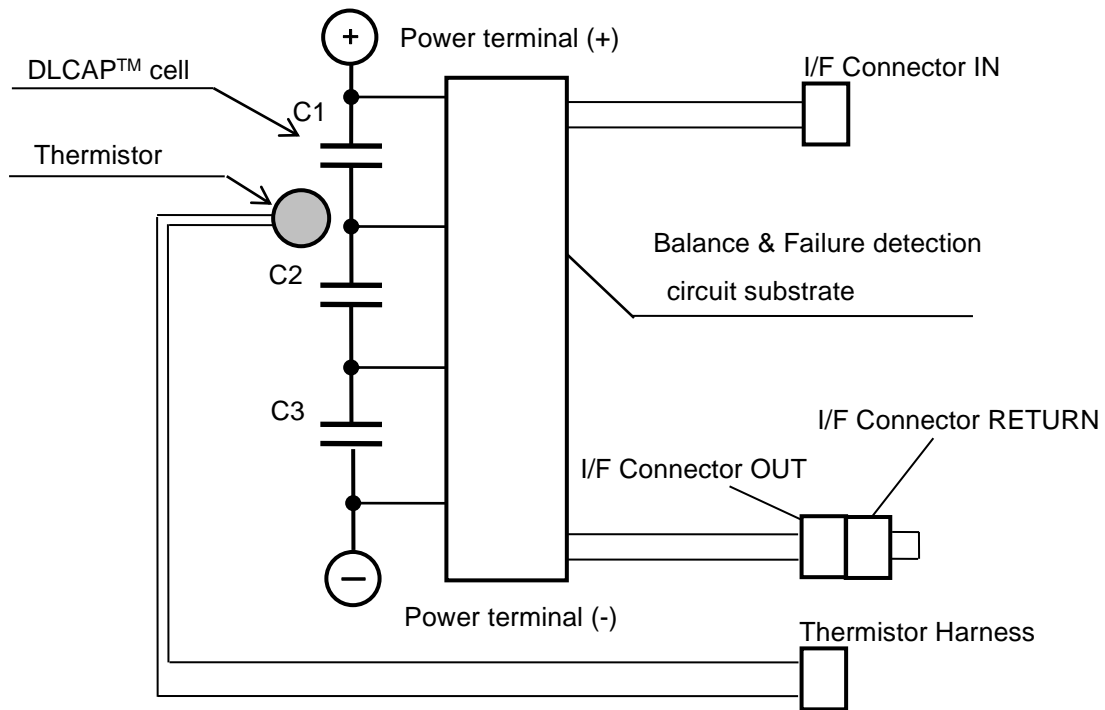 Power terminal (+)
I/F Connector IN
DLCAP™ cell
C1
Thermistor
Balance & Failure detection
circuit substrate
C2
C3
I/F Connector RETURN
I/F Connector OUT
Power terminal (-)
Thermistor Harness